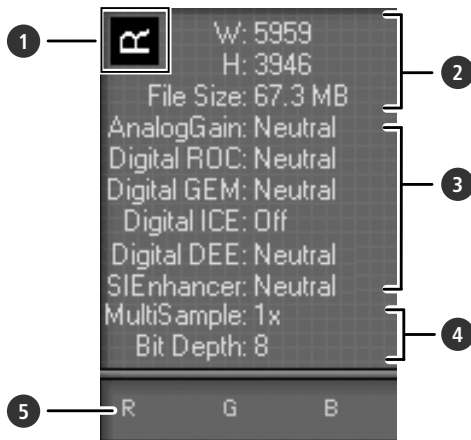 R
W: 5959
H: 3946
File Size: 67.3 MB
AnalogGain: Neutral
Digital ROC: Neutral
Digital GEM: Neutral
Digital ICE: Off
Digital DEE: Neutral
SIEnhancer: Neutral
MultiSample: 1x
Bit Depth: 8
R G B
1
2
3
4
5